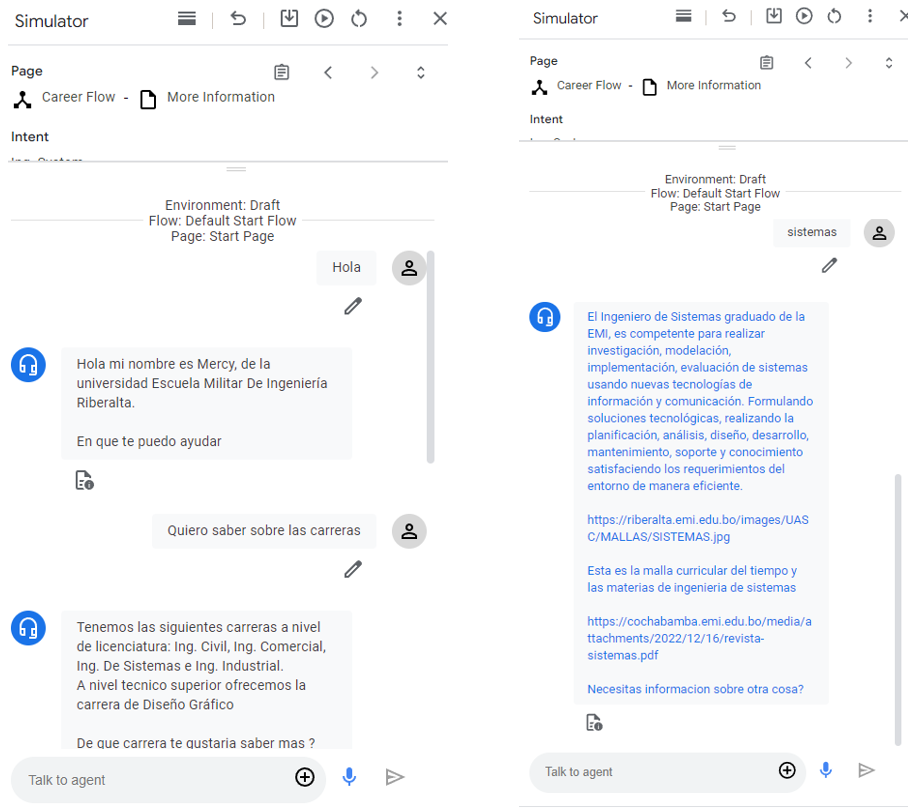 Simulator
Page
Career Flow - More Information
Intent
Ing. System
Environment: Draft
Flow: Default Start Flow
Page: Start Page
Hola
Hola mi nombre es Mercy, de la
universidad Escuela Militar De Ingeniería
Riberalta.
En que te puedo ayudar
Quiero saber sobre las carreras
Tenemos las siguientes carreras a nivel
de licenciatura: Ing. Civil, Ing. Comercial,
Ing. De Sistemas e Ing. Industrial.
A nivel tecnico superior ofrecemos la
carrera de Diseño Gráfico
De que carrera te gustaria saber mas ?
Talk to agent
Simulator
Page
Career Flow - More Information
Intent
Environment: Draft
Flow: Default Start Flow
Page: Start Page
sistemas
El Ingeniero de Sistemas graduado de la
EMI, es competente para realizar
investigación, modelación,
implementación, evaluación de sistemas
usando nuevas tecnologías de
información y comunicación. Formulando
soluciones tecnológicas, realizando la
planificación, análisis, diseño, desarrollo,
mantenimiento, soporte y conocimiento
satisfaciendo los requerimientos del
entorno de manera eficiente.
https://riberalta.emi.edu.bo/images/UAS
C/MALLAS/SISTEMAS.jpg
Esta es la malla curricular del tiempo y
las materias de ingenieria de sistemas
https://cochabamba.emi.edu.bo/media/a
ttachments/2022/12/16/revista-
sistemas.pdf
Necesitas informacion sobre otra cosa?
Talk to agent